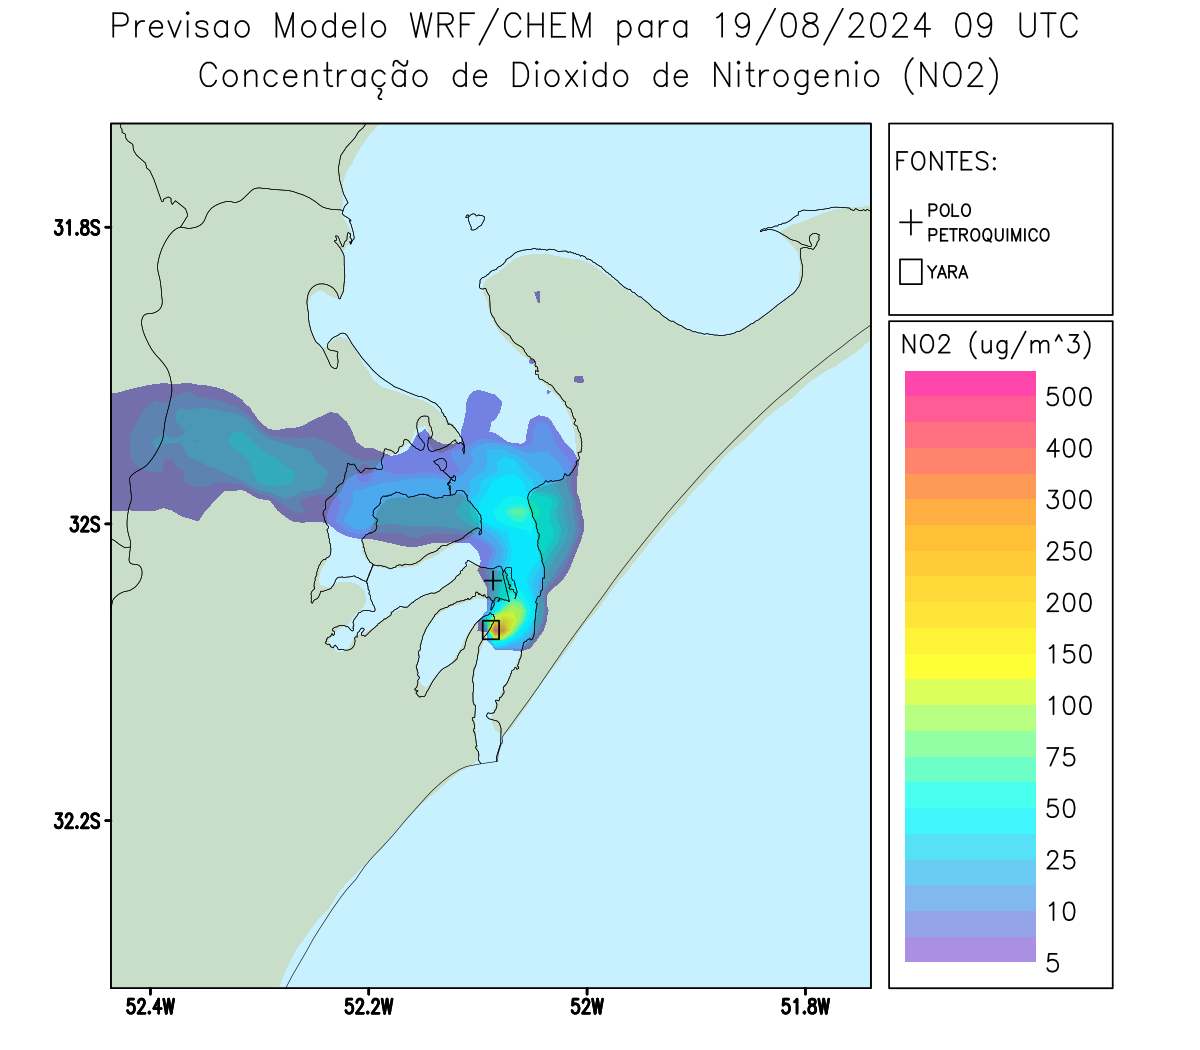 Previsao Modelo WRF/CHEM para 19/08/2024 09 UTC
Concentração de Dioxido de Nitrogenio (NO2)
FONTES:
POLO
PETROQUIMICO
YARA
31.8S
32S
32.2S
52.4W
52.2W
52W
51.8W
NO2 (ug/m^3)
500
400
300
250
200
150
100
75
50
25
10
5